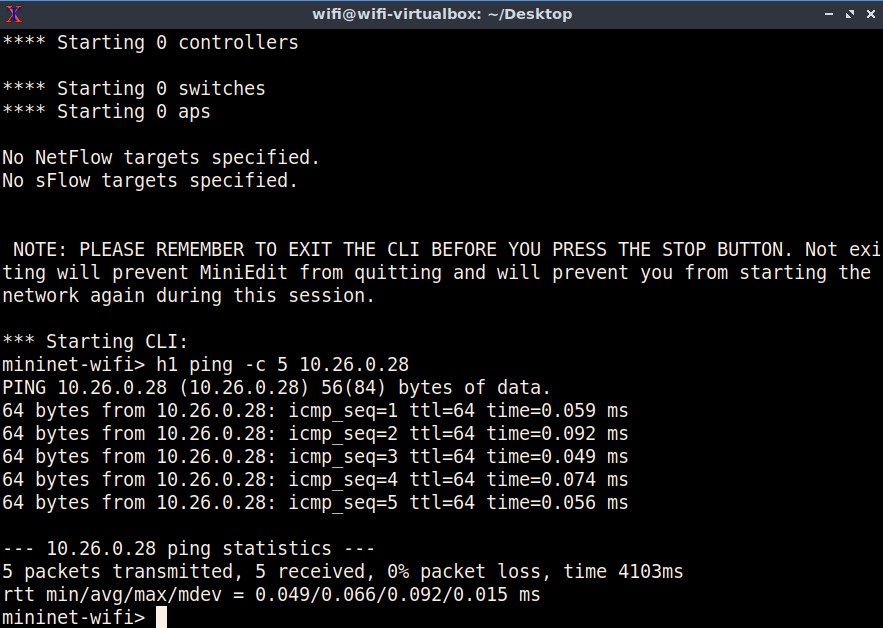 wifi@wifi-virtualbox: ~/Desktop
**** Starting 0 controllers
**** Starting 0 switches
**** Starting 0 aps
No NetFlow targets specified.
No sFlow targets specified.
NOTE: PLEASE REMEMBER TO EXIT THE CLI BEFORE YOU PRESS THE STOP BUTTON. Not exi
ting will prevent MiniEdit from quitting and will prevent you from starting the
network again during this session.
*** Starting CLI:
mininet-wifi> h1 ping -c 5 10.26.0.28
PING 10.26.0.28 (10.26.0.28) 56(84) bytes of data.
64 bytes from 10.26.0.28: icmp_seq=1 ttl=64 time=0.059 ms
64 bytes from 10.26.0.28: icmp_seq=2 ttl=64 time=0.092 ms
64 bytes from 10.26.0.28: icmp_seq=3 ttl=64 time=0.049 ms
64 bytes from 10.26.0.28: icmp_seq=4 ttl=64 time=0.074 ms
64 bytes from 10.26.0.28: icmp_seq=5 ttl=64 time=0.056 ms
--- 10.26.0.28 ping statistics ---
5 packets transmitted, 5 received, 0% packet loss, time 4103ms
rtt min/avg/max/mdev = 0.049/0.066/0.092/0.015 ms
mininet-wifi>